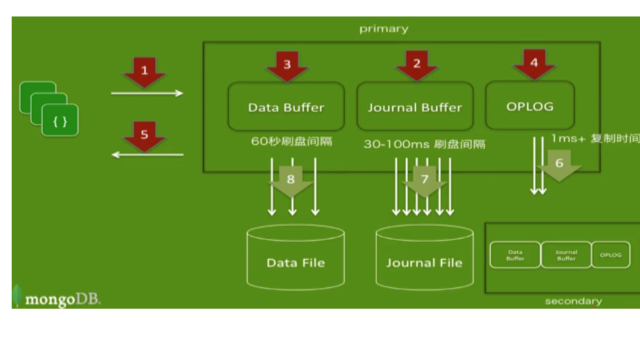 primary
1
3
2
4
{ }
Data Buffer
Journal Buffer
OPLOG
5
60秒刷盘间隔
30-100ms 刷盘间隔
1ms+ 复制时间
8
7
6
Data File
Journal File
Data Buffer
Journal Buffer
OPLOG
secondary
mongoDB.